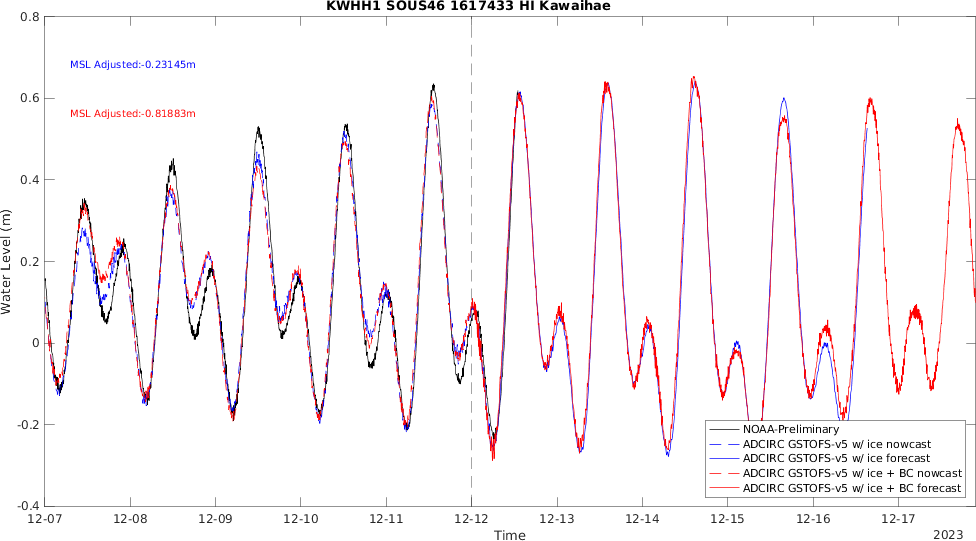 KWHH1 SOUS46 1617433 HI Kawaihae
0.8
MSL Adjusted:-0.23145m
0.6
MSL Adjusted:-0.81883m
0.4
Water Level (m)
0.2
0
-0.2
NOAA-Preliminary
ADCIRC GSTOFS-v5 w/ ice nowcast
ADCIRC GSTOFS-v5 w/ ice forecast
ADCIRC GSTOFS-v5 w/ ice + BC nowcast
ADCIRC GSTOFS-v5 w/ ice + BC forecast
-0.4
12-07 12-08 12-09 12-10 12-11 12-12 12-13 12-14 12-15 12-16 12-17
Time
2023